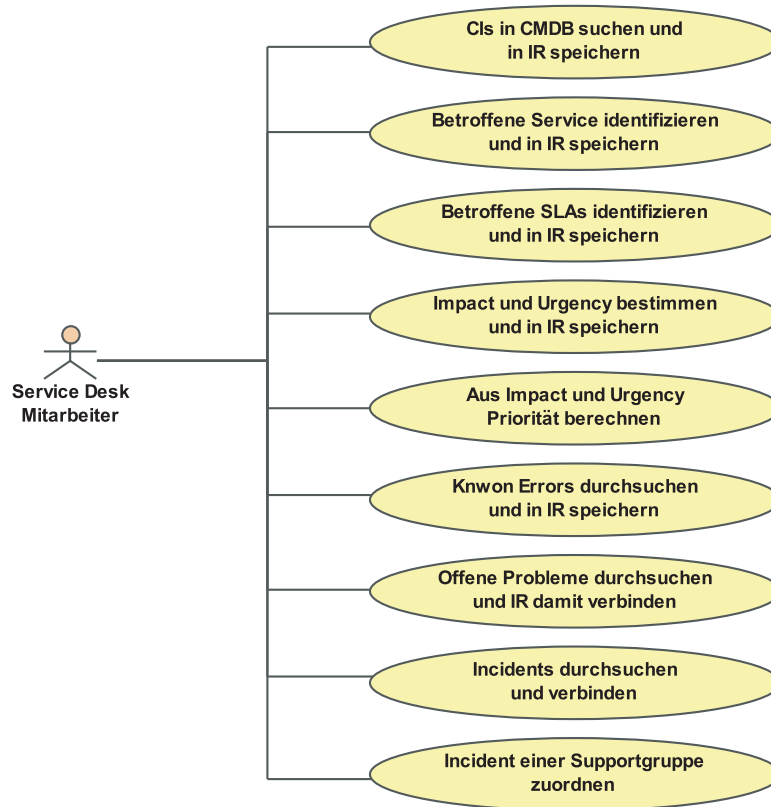 CIs in CMDB suchen und
in IR speichern
Betroffene Service identifizieren
und in IR speichern
Betroffene SLAs identifizieren
und in IR speichern
Impact und Urgency bestimmen
und in IR speichern
Service Desk
Mitarbeiter
Aus Impact und Urgency
Priorität berechnen
Knwon Errors durchsuchen
und in IR speichern
Offene Probleme durchsuchen
und IR damit verbinden
Incidents durchsuchen
und verbinden
Incident einer Supportgruppe
zuordnen